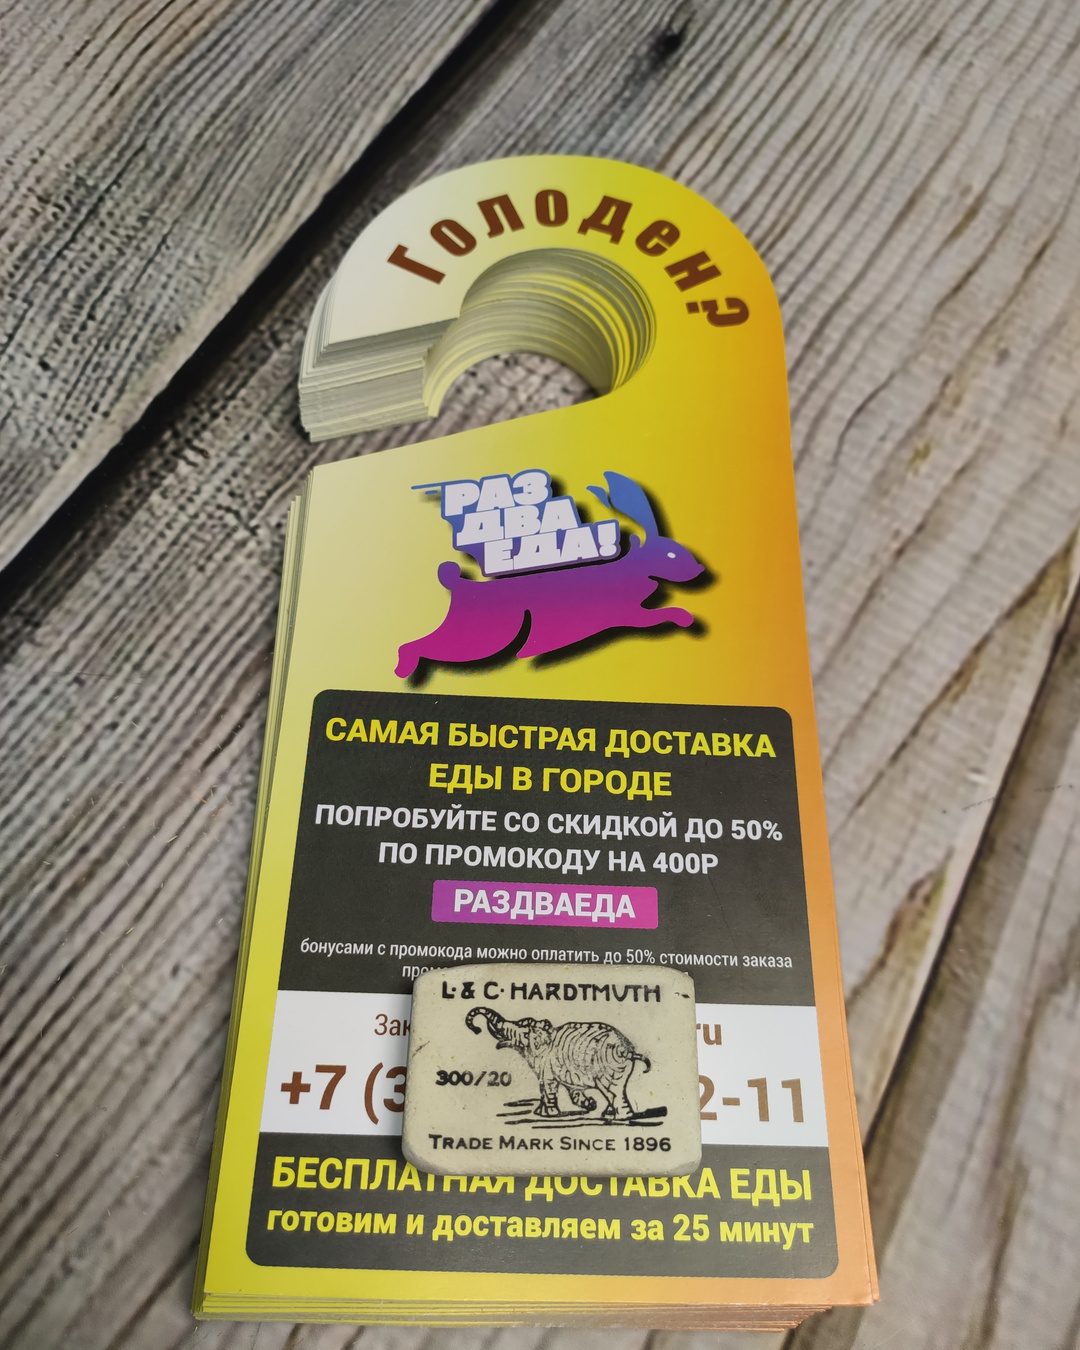 Голоден?
РАЗ
ДВА
ЕДА!
САМАЯ БЫСТРАЯ ДОСТАВКА
ЕДЫ В ГОРОДЕ
ПОПРОБУЙТЕ СО СКИДКОЙ ДО 50%
ПО ПРОМОКОДУ НА 400Р
РАЗДВАЕДА
бонусами с промокода можно оплатить до 50% стоимости заказа
L·& C·HARDTMUTH
300/20
TRADE MARK SINCE 1896
+7 (3 2-11
БЕСПЛАТНАЯ ДОСТАВКА ЕДЫ
готовим и доставляем за 25 минут